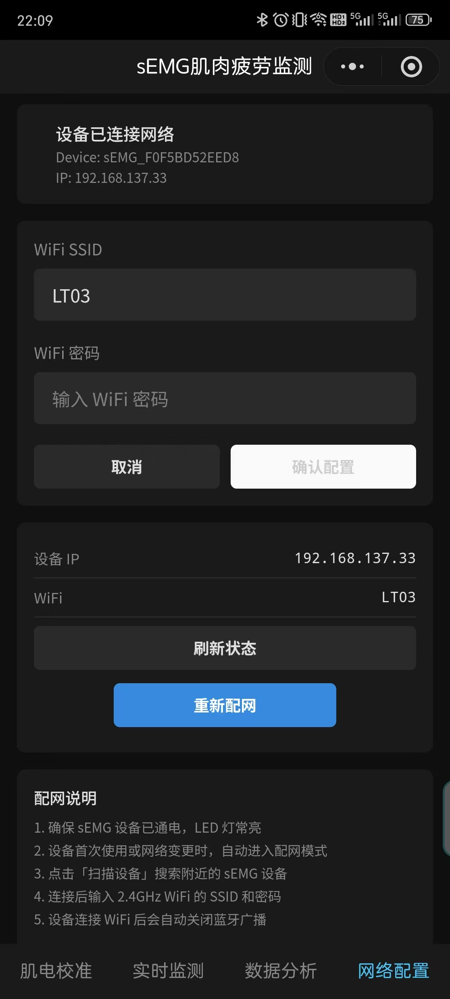 22:09
6 HD1 HD2 5G 5G 75
sEMG肌肉疲劳监测
设备已连接网络
Device: sEMG_F0F5BD52EED8
IP: 192.168.137.33
WiFi SSID
LT03
WiFi 密码
输入 WiFi 密码
取消 确认配置
设备 IP 192.168.137.33
WiFi LT03
刷新状态
重新配网
配网说明
1. 确保 sEMG 设备已通电，LED 灯常亮
2. 设备首次使用或网络变更时，自动进入配网模式
3. 点击「扫描设备」搜索附近的 sEMG 设备
4. 连接后输入 2.4GHz WiFi 的 SSID 和密码
5. 设备连接 WiFi 后会自动关闭蓝牙广播
肌电校准 实时监测 数据分析 网络配置